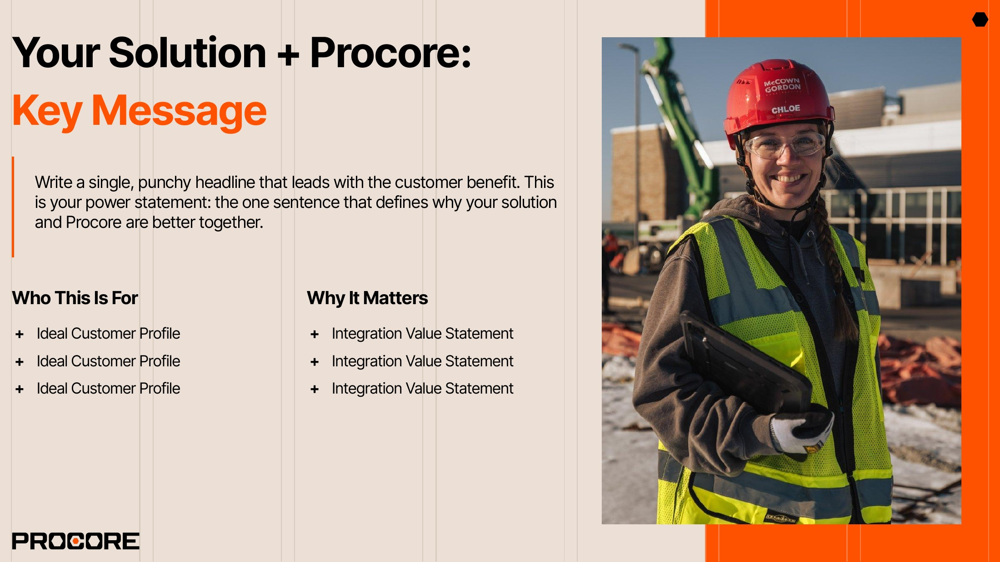 Your Solution + Procore:
Key Message
Write a single, punchy headline that leads with the customer benefit. This
is your power statement: the one sentence that defines why your solution
and Procore are better together.
Who This Is For
+ Ideal Customer Profile
+ Ideal Customer Profile
+ Ideal Customer Profile
Why It Matters
+ Integration Value Statement
+ Integration Value Statement
+ Integration Value Statement
McCOWN
GORDON
CHLOE
PROCORE